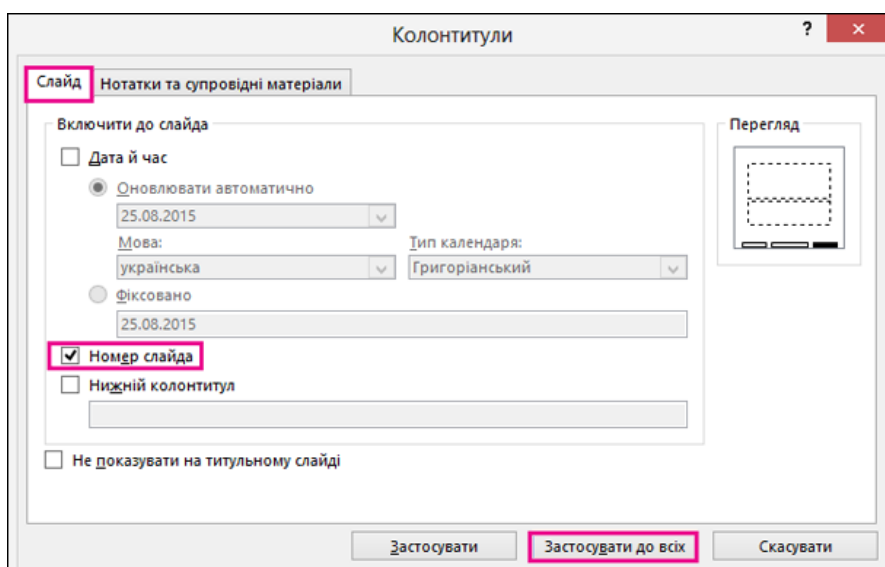 Колонтитули
?
×
Слайд Нотатки та супровідні матеріали
Включити до слайда Перегляд
Дата й час
Оновлювати автоматично
25.08.2015
Мова: Тип календаря:
українська Григоріанський
Фіксовано
25.08.2015
Номер слайда
Нижній колонтитул
Не показувати на титульному слайді
Застосувати Застосувати до всіх Скасувати